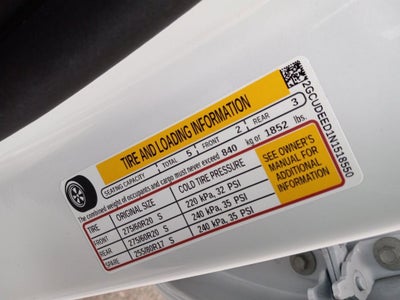 TIRE AND LOADING INFORMATION
SEATING CAPACITY | TOTAL 5 | FRONT 2 | REAR 3
The combined weight of occupants and cargo must never exceed 840 kg or 1852 lbs.
TIRE ORIGINAL SIZE COLD TIRE PRESSURE
FRONT 275/60R20 S 220 kPa, 32 PSI
REAR 275/60R20 S 240 kPa, 35 PSI
SPARE 255/80R17 S 240 kPa, 35 PSI
SEE OWNER'S
MANUAL FOR
ADDITIONAL
INFORMATION
2GCUDEED1N1518550